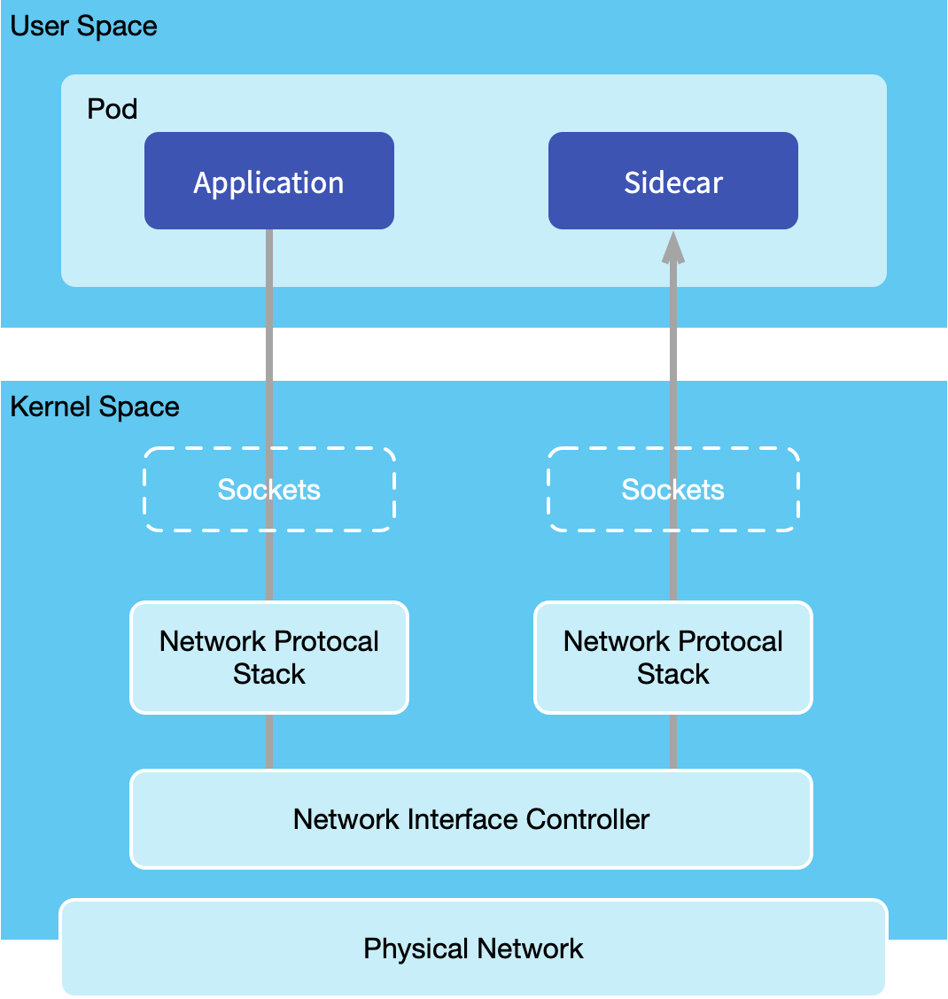 User Space
Pod
Application
Sidecar
Kernel Space
Sockets
Sockets
Network Protocal
Stack
Network Protocal
Stack
Network Interface Controller
Physical Network